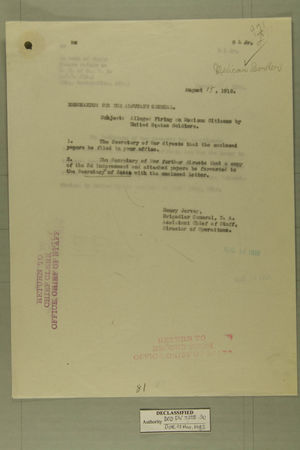 August 15, 1918.
MEMORANDUM FOR THE ADJUTANT GENERAL.
Subject: Alleged Firing on Mexican Citizens by
United States Soldiers.
1. The Secretary of War directs that the enclosed
papers be filed in your office.
2. The Secretary of War further directs that a copy
of the 2d indorsement and attached papers be forwarded to
the Secretary of State with the enclosed letter.
Henry Jervey,
Brigadier General, N. A.
Assistant Chief of Staff,
Director of Operations.
RETURN TO
CHIEF CLERK
OFFICE, CHIEF OF STAFF
RETURN TO
81
DECLASSIFIED
Authority